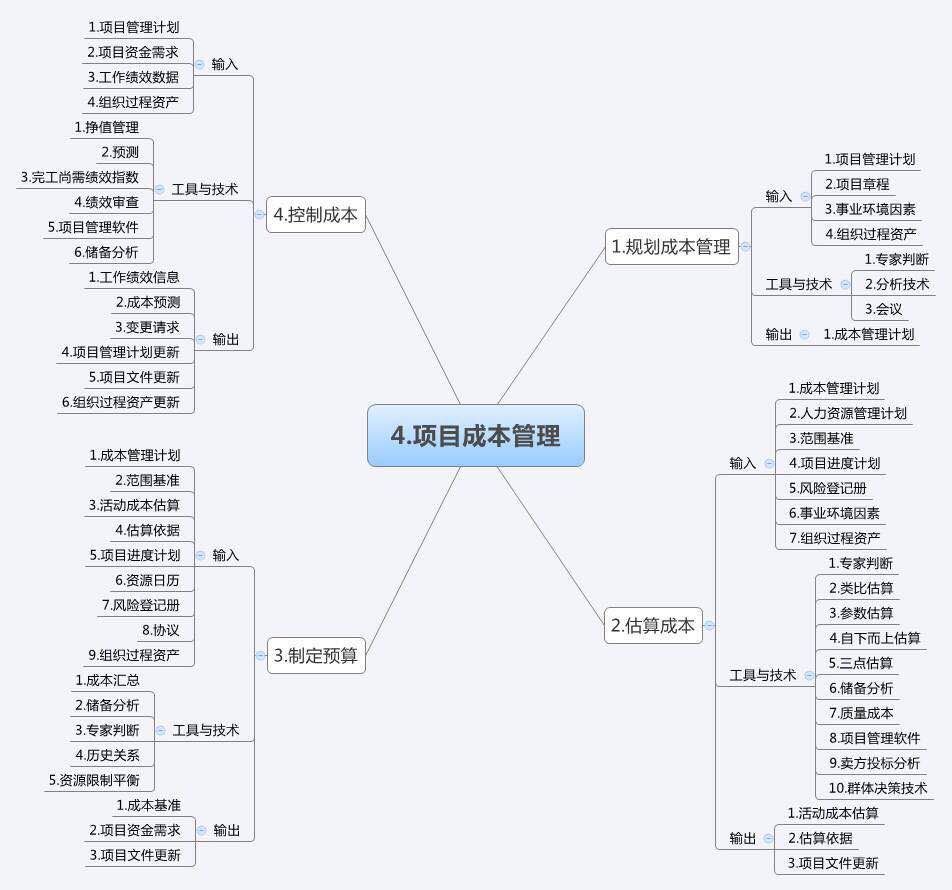 4.项目成本管理
1.规划成本管理
输入
1.项目管理计划
2.项目章程
3.事业环境因素
4.组织过程资产
工具与技术
1.专家判断
2.分析技术
3.会议
输出
1.成本管理计划
2.估算成本
输入
1.成本管理计划
2.人力资源管理计划
3.范围基准
4.项目进度计划
5.风险登记册
6.事业环境因素
7.组织过程资产
工具与技术
1.专家判断
2.类比估算
3.参数估算
4.自下而上估算
5.三点估算
6.储备分析
7.质量成本
8.项目管理软件
9.卖方投标分析
10.群体决策技术
输出
1.活动成本估算
2.估算依据
3.项目文件更新
3.制定预算
输入
1.成本管理计划
2.范围基准
3.活动成本估算
4.估算依据
5.项目进度计划
6.资源日历
7.风险登记册
8.协议
9.组织过程资产
工具与技术
1.成本汇总
2.储备分析
3.专家判断
4.历史关系
5.资源限制平衡
输出
1.成本基准
2.项目资金需求
3.项目文件更新
4.控制成本
输入
1.项目管理计划
2.项目资金需求
3.工作绩效数据
4.组织过程资产
工具与技术
1.挣值管理
2.预测
3.完工尚需绩效指数
4.绩效审查
5.项目管理软件
6.储备分析
输出
1.工作绩效信息
2.成本预测
3.变更请求
4.项目管理计划更新
5.项目文件更新
6.组织过程资产更新